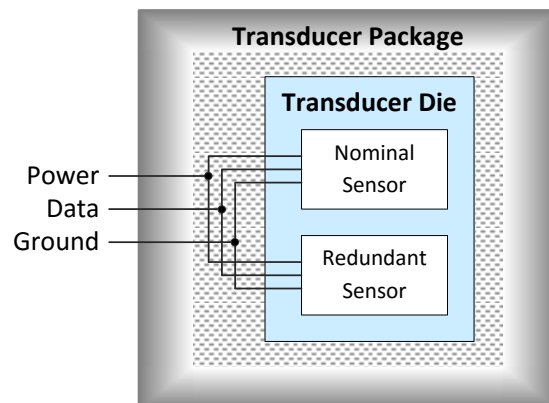 Transducer Package
Transducer Die
Nominal
Sensor
Power
Data
Ground
Redundant
Sensor